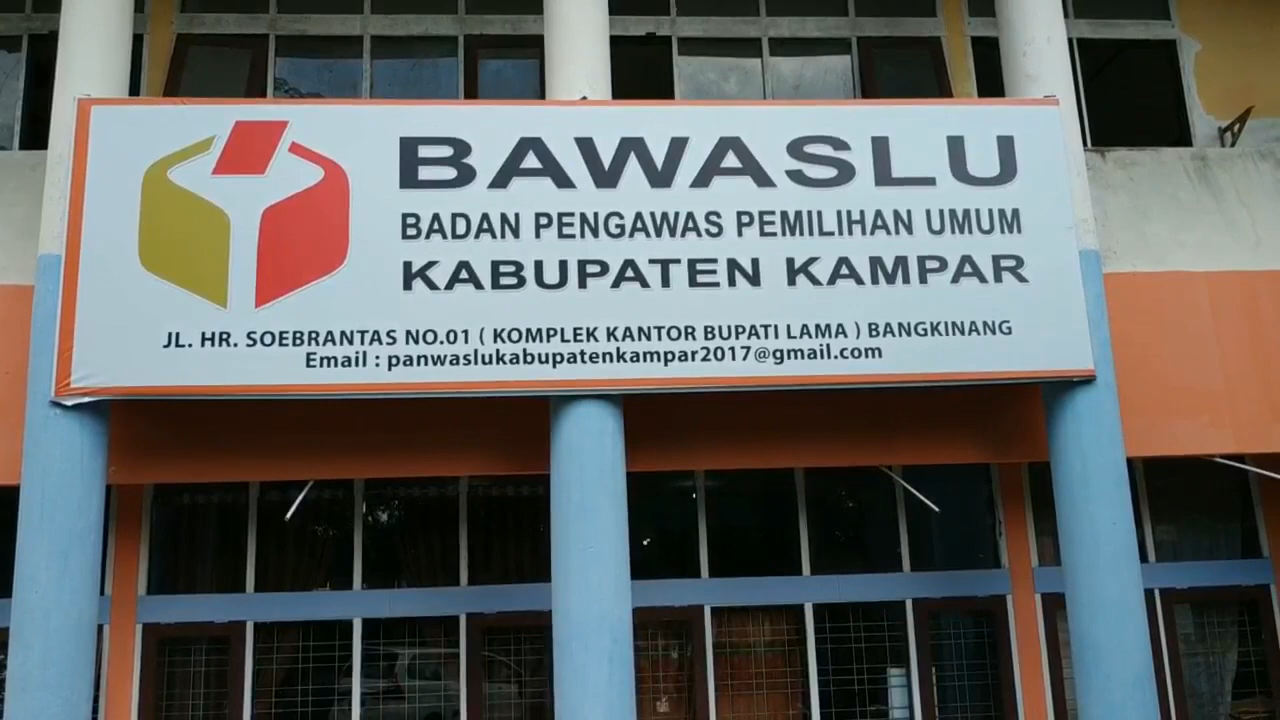 BAWASLU
BADAN PENGAWAS PEMILIHAN UMUM
KABUPATEN KAMPAR
JL. HR. SOEBRANTAS NO.01 ( KOMPLEK KANTOR BUPATI LAMA ) BANGKINANG
Email : panwaslukabupatenkampar2017@gmail.com